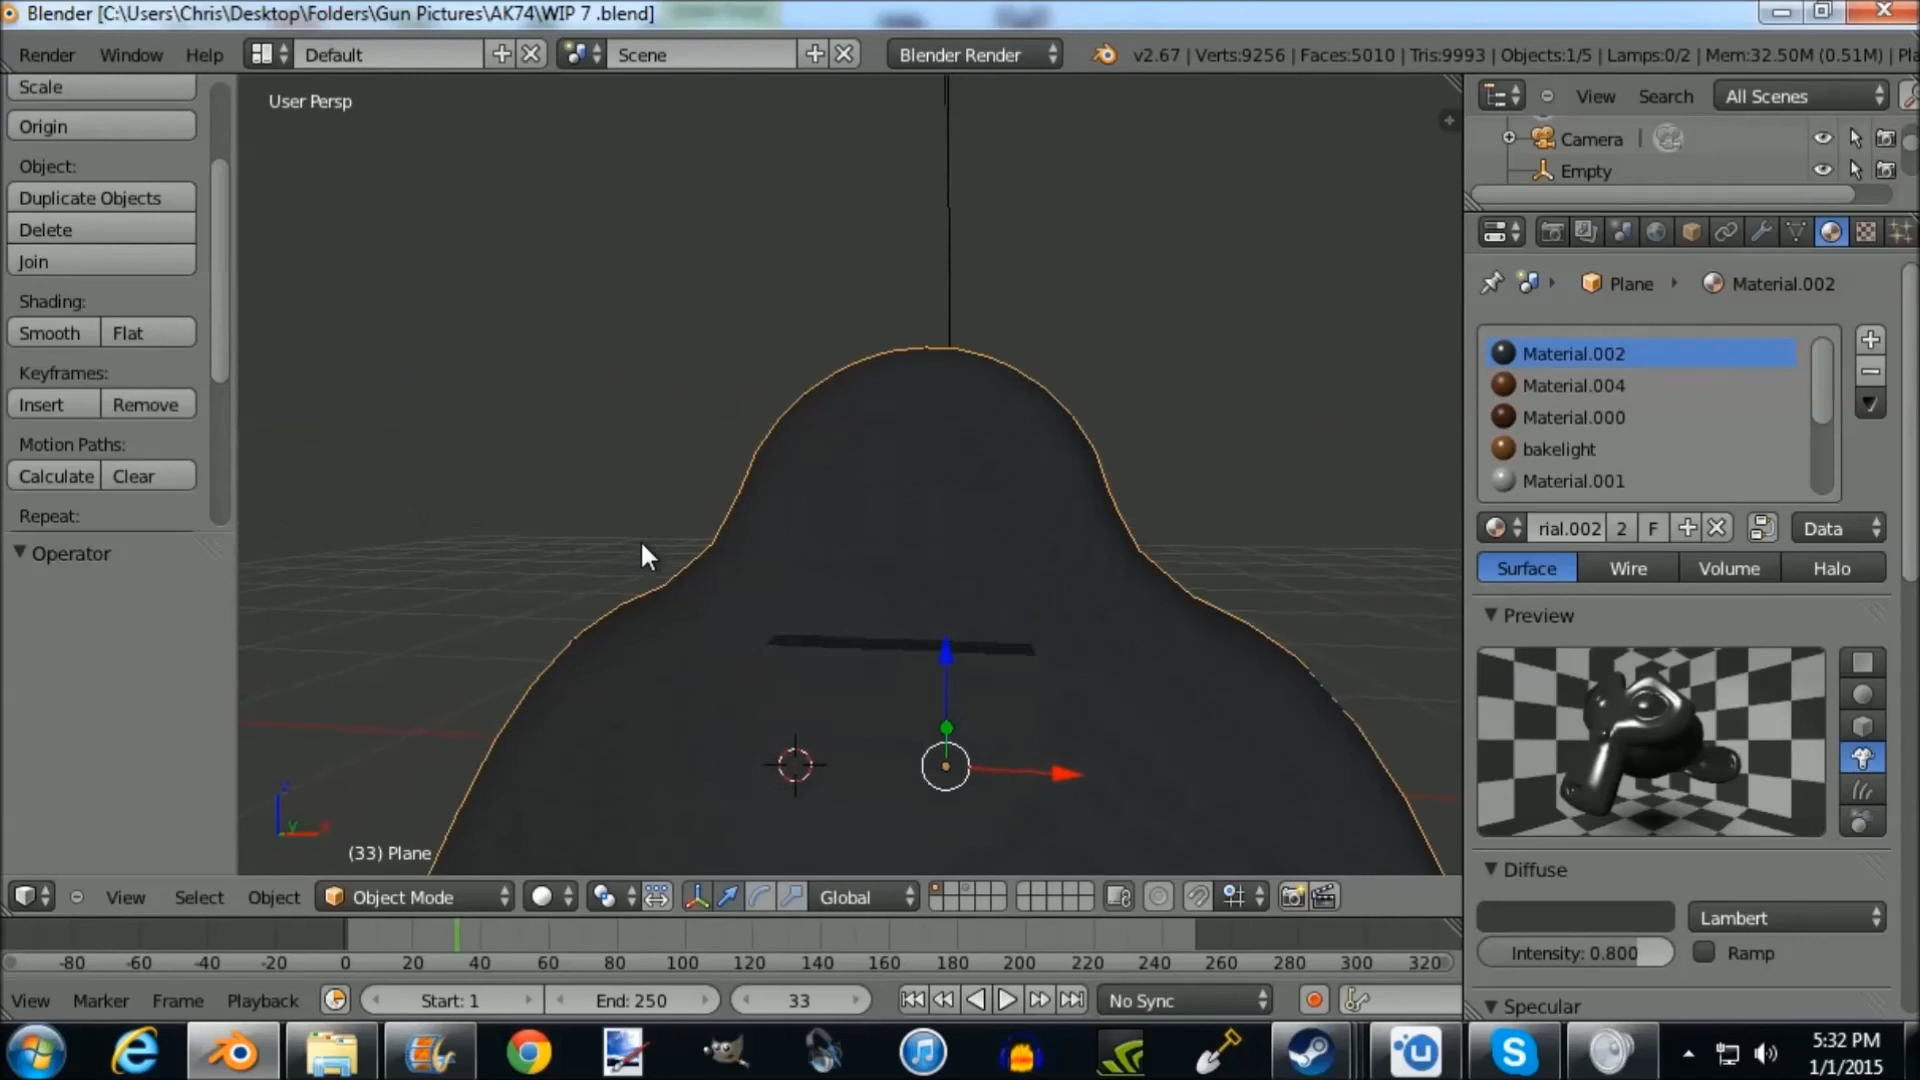 Blender [C:\Users\Chris\Desktop\Folders\Gun Pictures\AK74\WIP 7 .blend]
Render Window Help Default Scene Blender Render v2.67 | Verts:9256 | Faces:5010 | Tris:9993 | Objects:1/5 | Lamps:0/2 | Mem:32.50M (0.51M) | Pla
Scale
Origin
Object:
Duplicate Objects
Delete
Join
Shading:
Smooth Flat
Keyframes:
Insert Remove
Motion Paths:
Calculate Clear
Repeat:
Operator
User Persp
z
y x
(33) Plane
View Search All Scenes
Camera
Empty
Plane Material.002
Material.002
Material.004
Material.000
bakelight
Material.001
rial.002 2 F Data
Surface Wire Volume Halo
Preview
Diffuse
Lambert
Intensity: 0.800 Ramp
Specular
View Select Object Object Mode Global
-80 -60 -40 -20 0 20 40 60 80 100 120 140 160 180 200 220 240 260 280 300 320
View Marker Frame Playback Start: 1 End: 250 33 No Sync
5:32 PM
1/1/2015